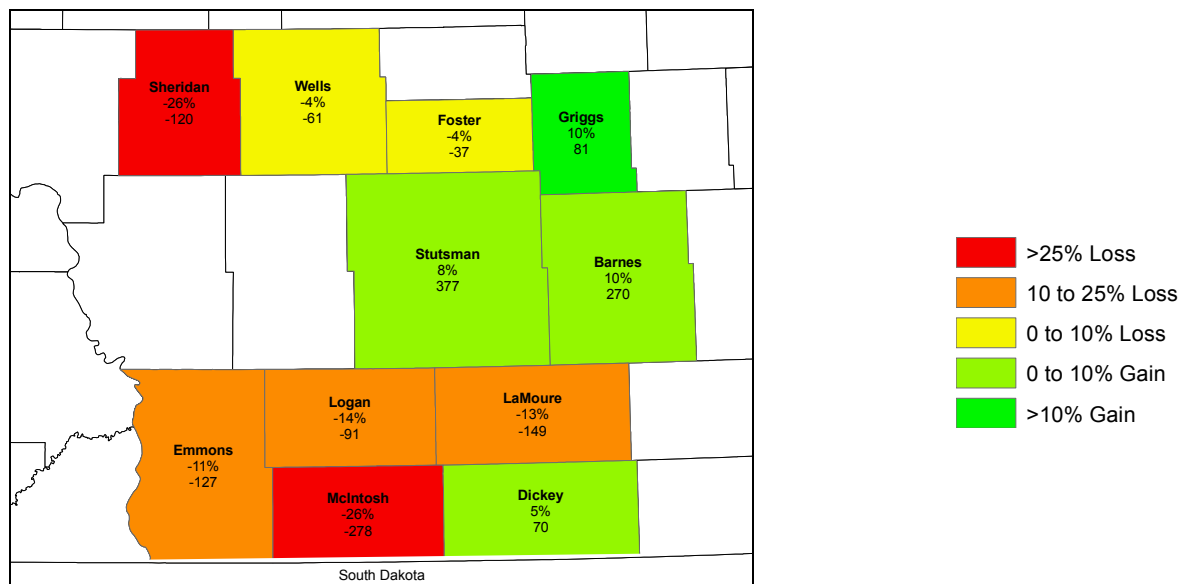 Sheridan
-26%
-120
Wells
-4%
-61
Foster
-4%
-37
Griggs
10%
81
Stutsman
8%
377
Barnes
10%
270
Emmons
-11%
-127
Logan
-14%
-91
LaMoure
-13%
-149
McIntosh
-26%
-278
Dickey
5%
70
South Dakota
>25% Loss
10 to 25% Loss
0 to 10% Loss
0 to 10% Gain
>10% Gain